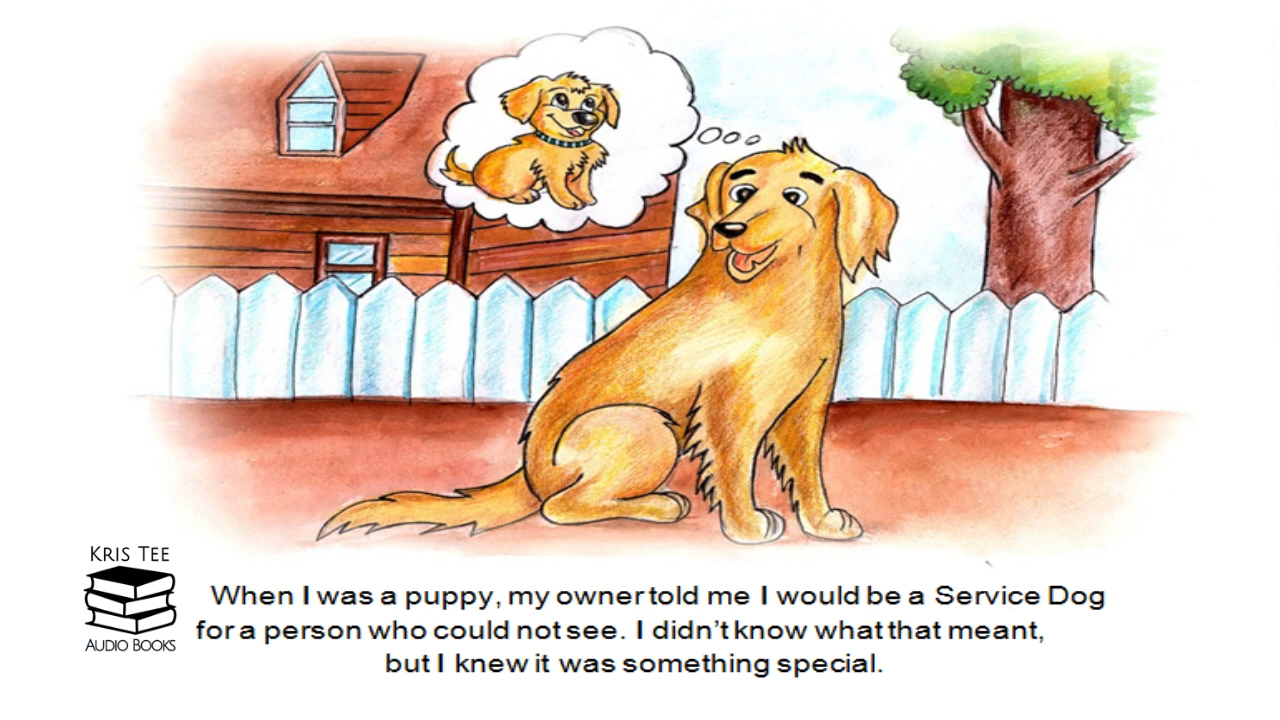 KRIS TEE
AUDIO BOOKS
When I was a puppy, my owner told me I would be a Service Dog
for a person who could not see. I didn't know what that meant,
but I knew it was something special.